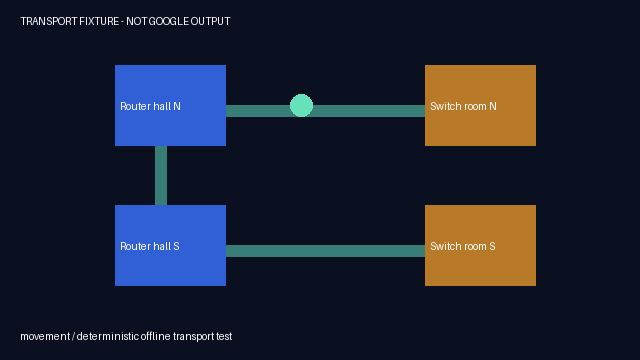 TRANSPORT FIXTURE - NOT GOOGLE OUTPUT
Router hall N
Switch room N
Router hall S
Switch room S
movement / deterministic offline transport test